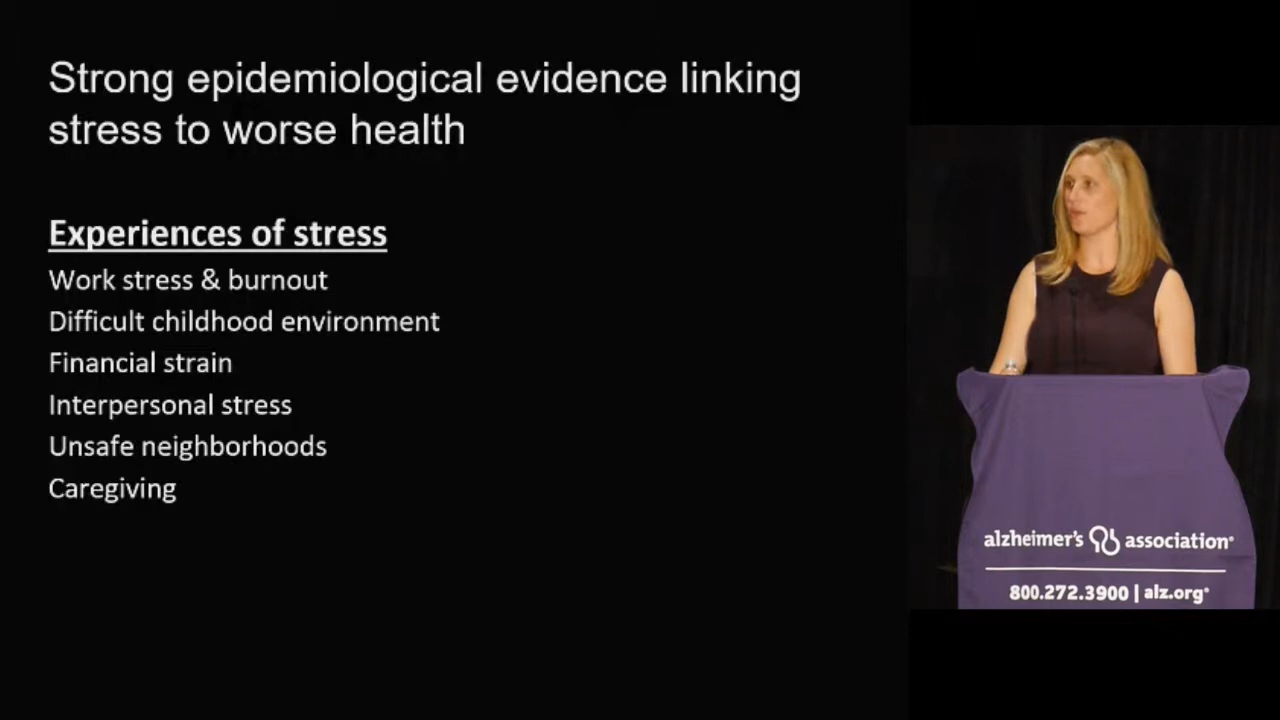 Strong epidemiological evidence linking
stress to worse health
Experiences of stress
Work stress & burnout
Difficult childhood environment
Financial strain
Interpersonal stress
Unsafe neighborhoods
Caregiving
alzheimer's association®
800.272.3900 | alz.org®